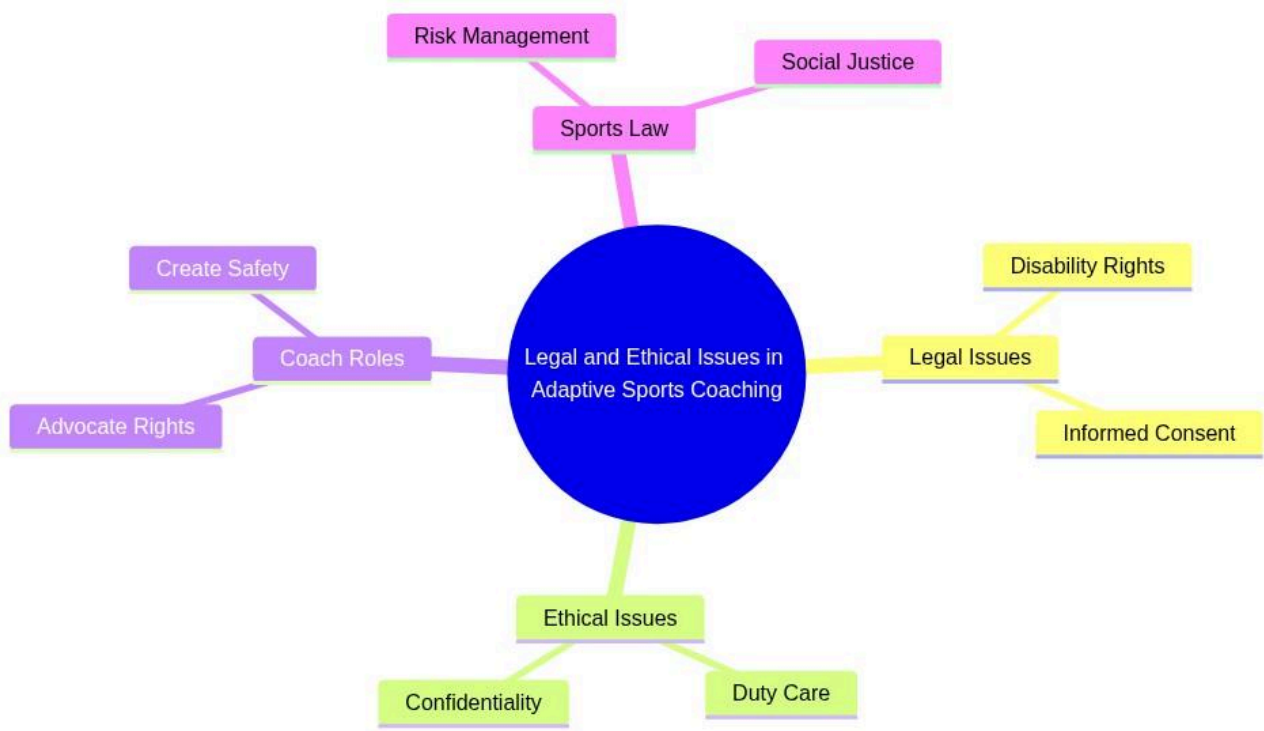 Risk Management
Social Justice
Sports Law
Create Safety
Disability Rights
Coach Roles
Legal and Ethical Issues in
Adaptive Sports Coaching
Legal Issues
Advocate Rights
Informed Consent
Ethical Issues
Confidentiality
Duty Care